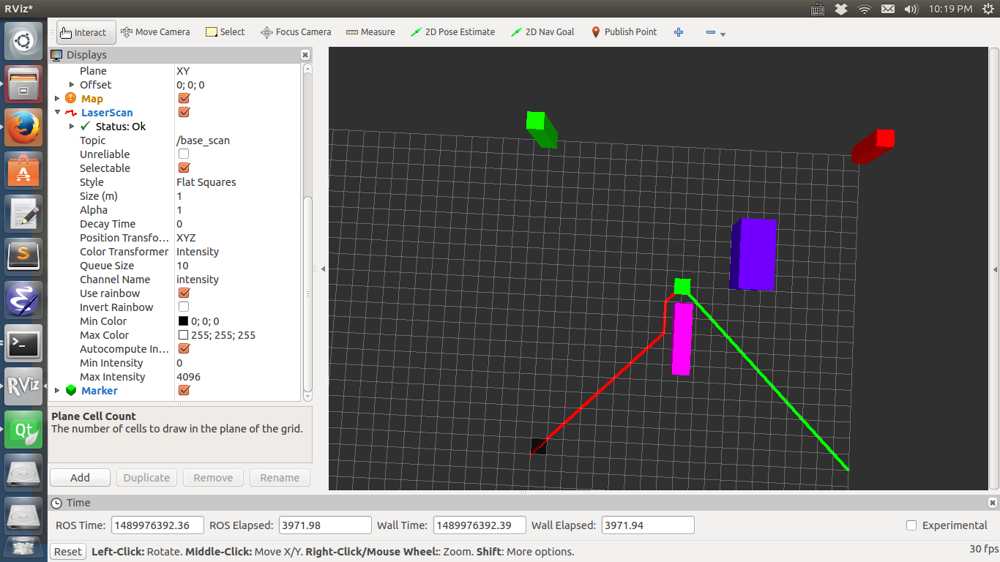 RViz*
10:19 PM
Interact Move Camera Select Focus Camera Measure 2D Pose Estimate 2D Nav Goal Publish Point
Displays
Plane XY
Offset 0; 0; 0
Map
LaserScan
Status: Ok
Topic /base_scan
Unreliable
Selectable
Style Flat Squares
Size (m) 1
Alpha 1
Decay Time 0
Position Transfo... XYZ
Color Transformer Intensity
Queue Size 10
Channel Name intensity
Use rainbow
Invert Rainbow
Min Color 0; 0; 0
Max Color 255; 255; 255
Autocompute In...
Min Intensity 0
Max Intensity 4096
Marker
Plane Cell Count
The number of cells to draw in the plane of the grid.
Add Duplicate Remove Rename
Time
ROS Time: 1489976392.36 ROS Elapsed: 3971.98 Wall Time: 1489976392.39 Wall Elapsed: 3971.94 Experimental
Reset Left-Click: Rotate. Middle-Click: Move X/Y. Right-Click/Mouse Wheel:: Zoom. Shift: More options. 30 fps
A
S
>_
RViz
Qt